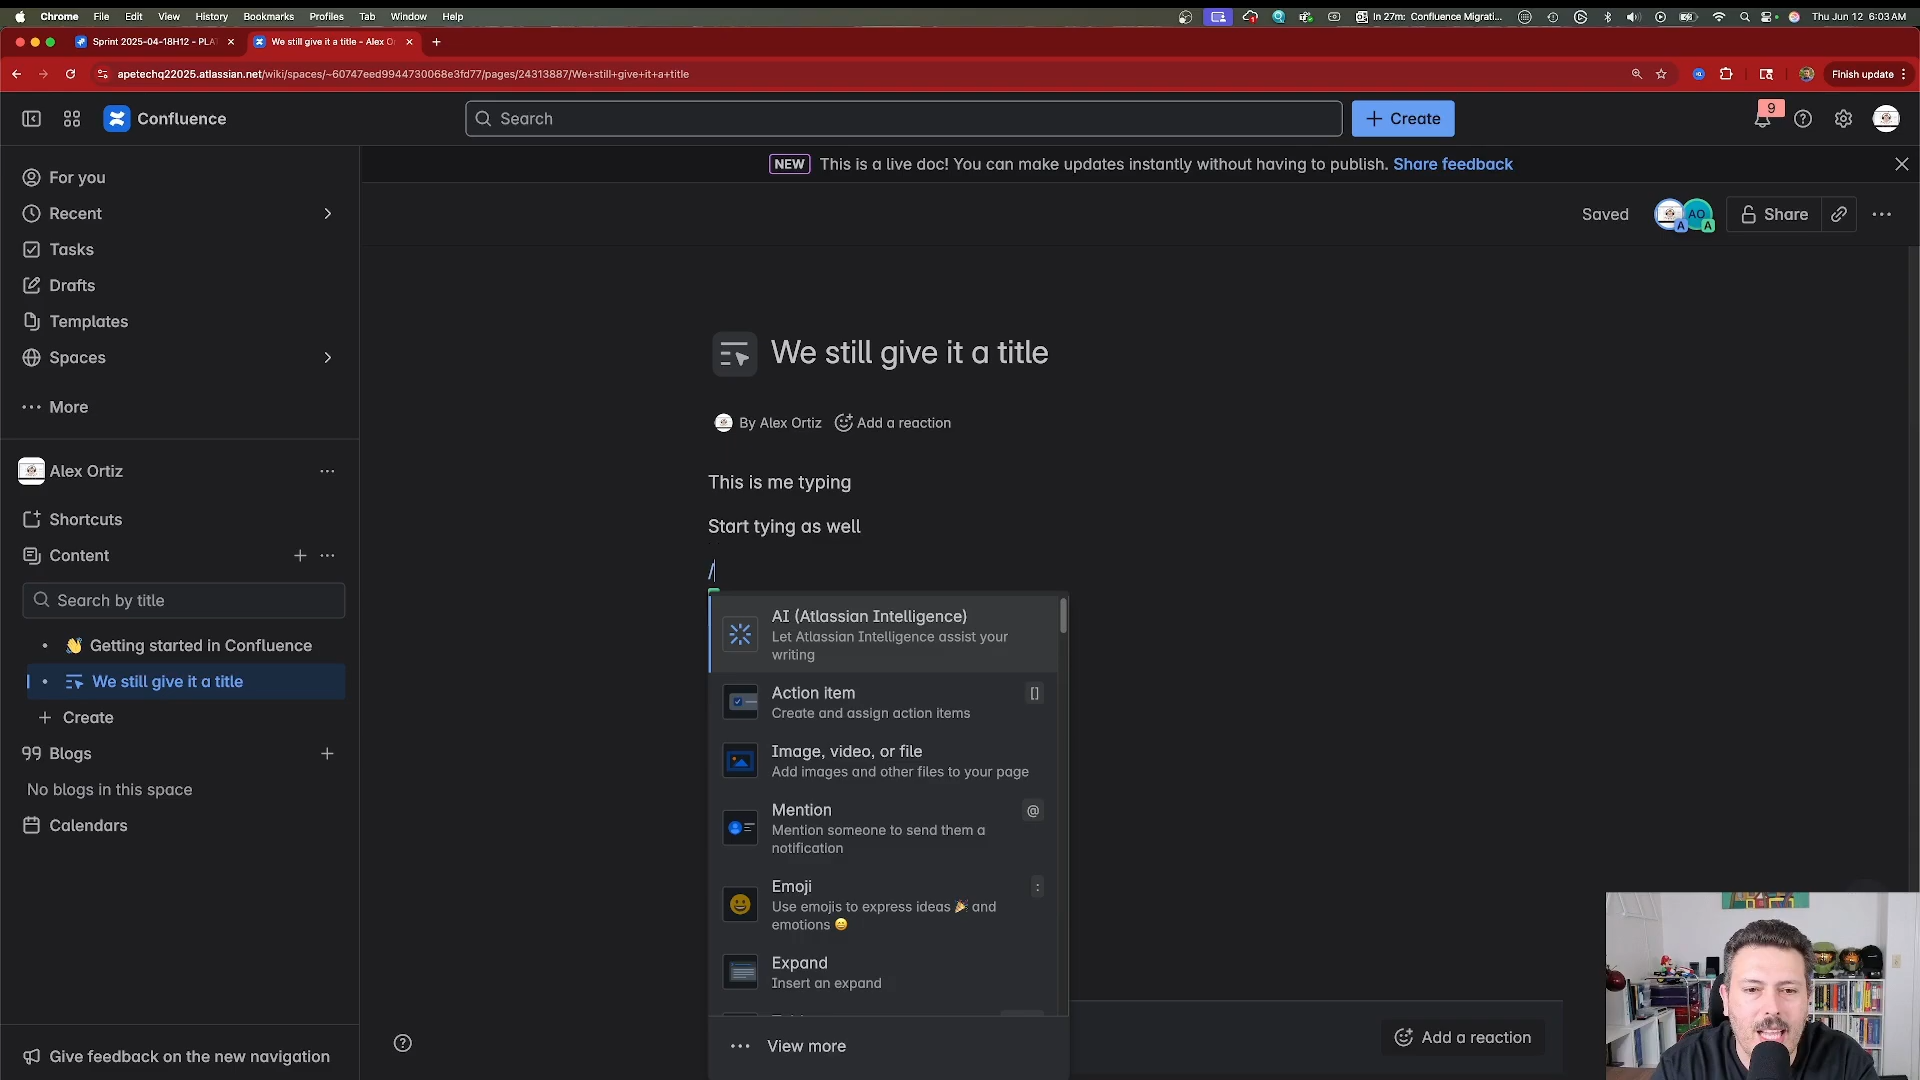 Chrome File Edit View History Bookmarks Profiles Tab Window Help
In 27m: Confluence Migrati... Thu Jun 12 6:03 AM
Sprint 2025-04-18H12 - PLA
We still give it a title - Alex O
apetechq22025.atlassian.net/wiki/spaces/~60747eed9944730068e3fd77/pages/24313887/We+still+give+it+a+title
Finish update
Confluence
Search
Create
9
NEW This is a live doc! You can make updates instantly without having to publish. Share feedback
For you
Recent
Tasks
Drafts
Templates
Spaces
More
Alex Ortiz
Shortcuts
Content
Search by title
Getting started in Confluence
We still give it a title
Create
Blogs
No blogs in this space
Calendars
Give feedback on the new navigation
Saved
A
AO
A
Share
We still give it a title
By Alex Ortiz Add a reaction
This is me typing
Start tying as well
/
AI (Atlassian Intelligence)
Let Atlassian Intelligence assist your
writing
Action item []
Create and assign action items
Image, video, or file
Add images and other files to your page
Mention @
Mention someone to send them a
notification
Emoji :
Use emojis to express ideas 🎉 and
emotions 😄
Expand
Insert an expand
View more
Add a reaction